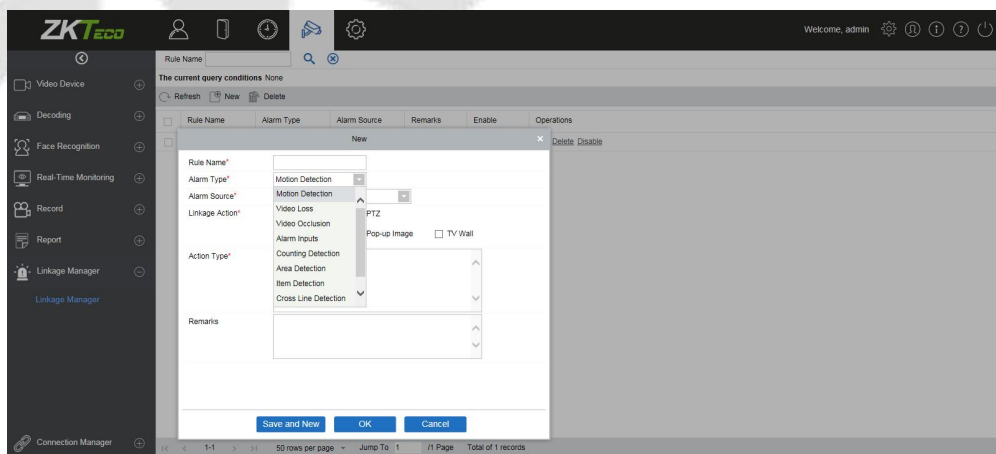 ZKTeco
Welcome, admin
Rule Name
The current query conditions None
Refresh New Delete
Rule Name Alarm Type Alarm Source Remarks Enable Operations
Delete Disable
Video Device
Decoding
Face Recognition
Real-Time Monitoring
Record
Report
Linkage Manager
Linkage Manager
Connection Manager
New
Rule Name*
Alarm Type* Motion Detection
Alarm Source*
Linkage Action*
Motion Detection
Video Loss
Video Occlusion
Alarm Inputs
Counting Detection
Area Detection
Item Detection
Cross Line Detection
PTZ
Pop-up Image TV Wall
Action Type*
Remarks
Save and New OK Cancel
1-1 50 rows per page Jump To 1 /1 Page Total of 1 records